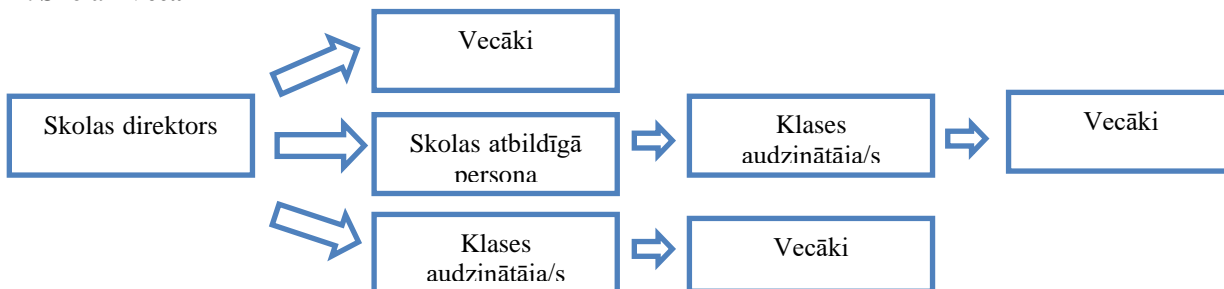 Vecāki
Skolas direktors
Skolas atbildīgā
persona
Klases
audzinātāja/s
Vecāki
Klases
audzinātāja/s
Vecāki